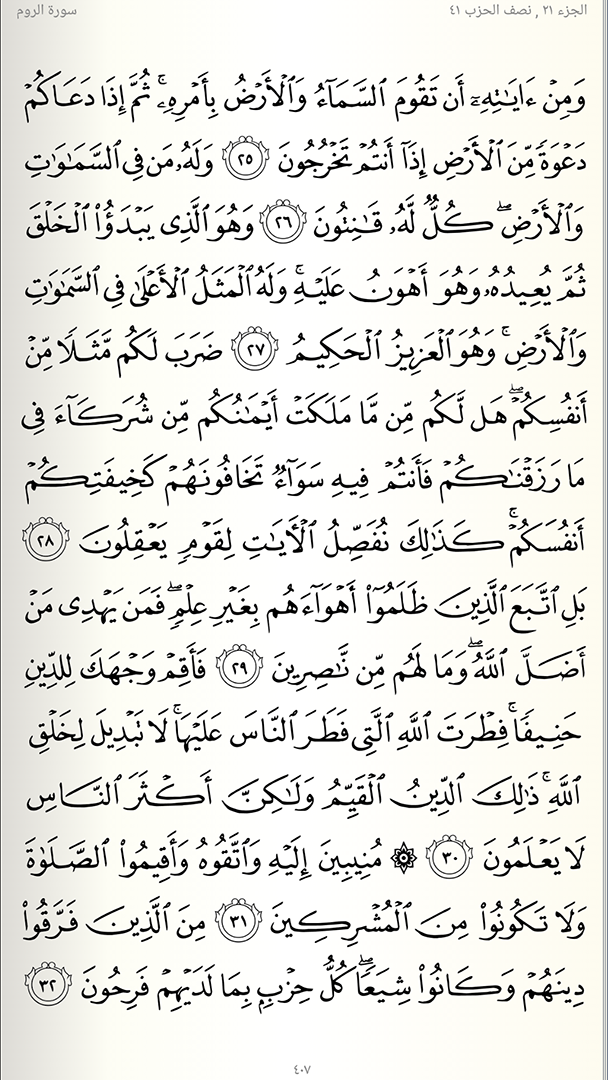 الجزء ٢١ , نصف الحزب ٤١
سورة الروم
وَمِنْ ءَايَٰتِهِۦٓ أَن تَقُومَ ٱلسَّمَآءُ وَٱلْأَرْضُ بِأَمْرِهِۦ ۚ ثُمَّ إِذَا دَعَاكُمْ
دَعْوَةً مِّنَ ٱلْأَرْضِ إِذَآ أَنتُمْ تَخْرُجُونَ ٢٥ وَلَهُۥ مَن فِى ٱلسَّمَٰوَٰتِ
وَٱلْأَرْضِ ۖ كُلٌّ لَّهُۥ قَٰنِتُونَ ٢٦ وَهُوَ ٱلَّذِى يَبْدَؤُا۟ ٱلْخَلْقَ
ثُمَّ يُعِيدُهُۥ وَهُوَ أَهْوَنُ عَلَيْهِ ۚ وَلَهُ ٱلْمَثَلُ ٱلْأَعْلَىٰ فِى ٱلسَّمَٰوَٰتِ
وَٱلْأَرْضِ ۚ وَهُوَ ٱلْعَزِيزُ ٱلْحَكِيمُ ٢٧ ضَرَبَ لَكُم مَّثَلًا مِّنْ
أَنفُسِكُمْ ۖ هَل لَّكُم مِّن مَّا مَلَكَتْ أَيْمَٰنُكُم مِّن شُرَكَآءَ فِى
مَا رَزَقْنَٰكُمْ فَأَنتُمْ فِيهِ سَوَآءٌ تَخَافُونَهُمْ كَخِيفَتِكُمْ
أَنفُسَكُمْ ۚ كَذَٰلِكَ نُفَصِّلُ ٱلْءَايَٰتِ لِقَوْمٍ يَعْقِلُونَ ٢٨
بَلِ ٱتَّبَعَ ٱلَّذِينَ ظَلَمُوٓا۟ أَهْوَآءَهُم بِغَيْرِ عِلْمٍ ۖ فَمَن يَهْدِى مَنْ
أَضَلَّ ٱللَّهُ ۖ وَمَا لَهُم مِّن نَّٰصِرِينَ ٢٩ فَأَقِمْ وَجْهَكَ لِلدِّينِ
حَنِيفًا ۚ فِطْرَتَ ٱللَّهِ ٱلَّتِى فَطَرَ ٱلنَّاسَ عَلَيْهَا ۚ لَا تَبْدِيلَ لِخَلْقِ
ٱللَّهِ ۚ ذَٰلِكَ ٱلدِّينُ ٱلْقَيِّمُ وَلَٰكِنَّ أَكْثَرَ ٱلنَّاسِ
لَا يَعْلَمُونَ ٣٠ ۞ مُنِيبِينَ إِلَيْهِ وَٱتَّقُوهُ وَأَقِيمُوا۟ ٱلصَّلَوٰةَ
وَلَا تَكُونُوا۟ مِنَ ٱلْمُشْرِكِينَ ٣١ مِنَ ٱلَّذِينَ فَرَّقُوا۟
دِينَهُمْ وَكَانُوا۟ شِيَعًا ۖ كُلُّ حِزْبٍۭ بِمَا لَدَيْهِمْ فَرِحُونَ ٣٢
٤٠٧